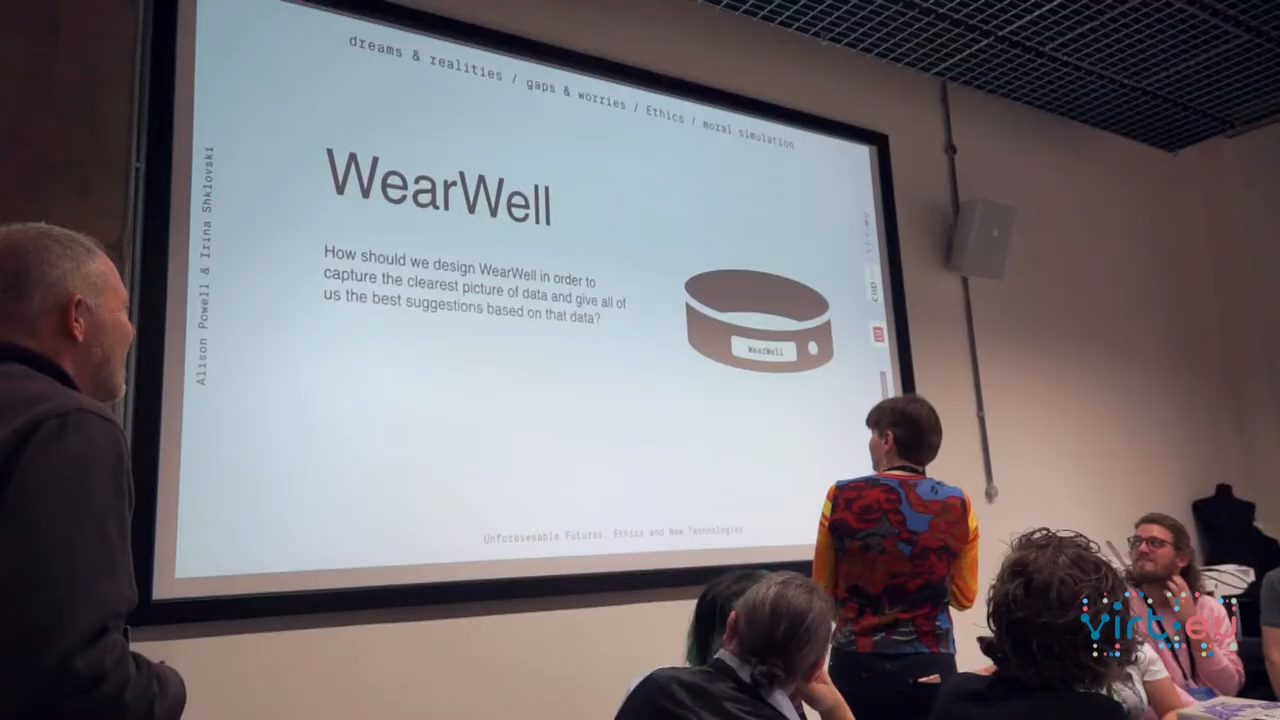 dreams & realities / gaps & worries / Ethics / moral simulation
Alison Powell & Irina Shklovski
WearWell
How should we design WearWell in order to
capture the clearest picture of data and give all of
us the best suggestions based on that data?
WearWell
Unforeseeable Futures, Ethics and New Technologies
virt.eu